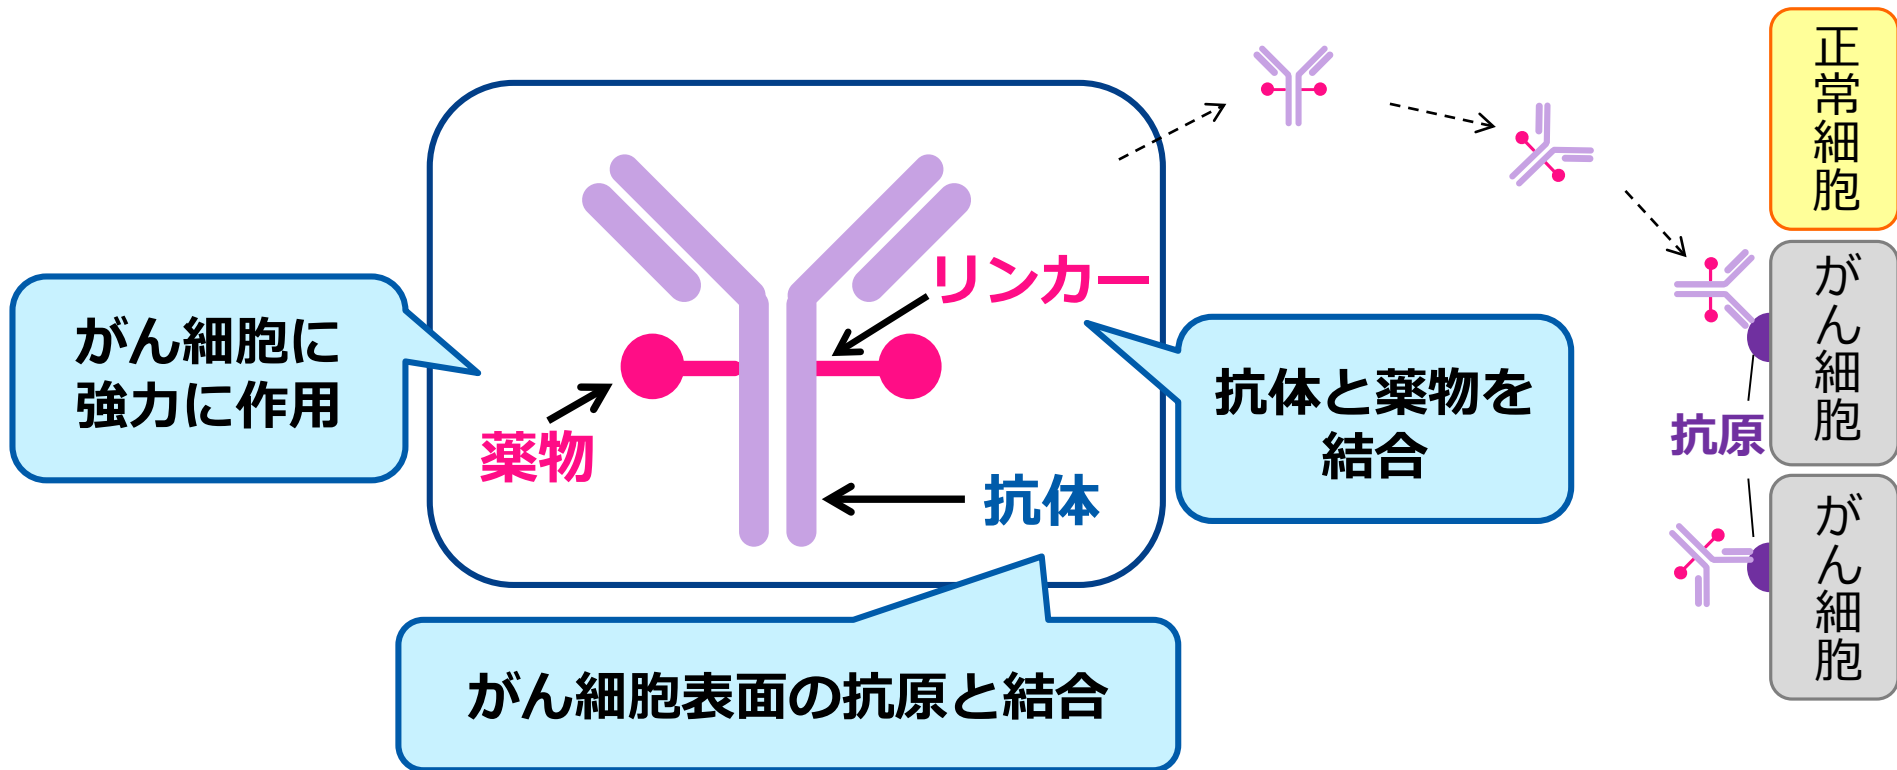 がん細胞に
強力に作用
薬物
リンカー
抗体
抗体と薬物を
結合
がん細胞表面の抗原と結合
正常細胞
がん細胞
抗原
がん細胞